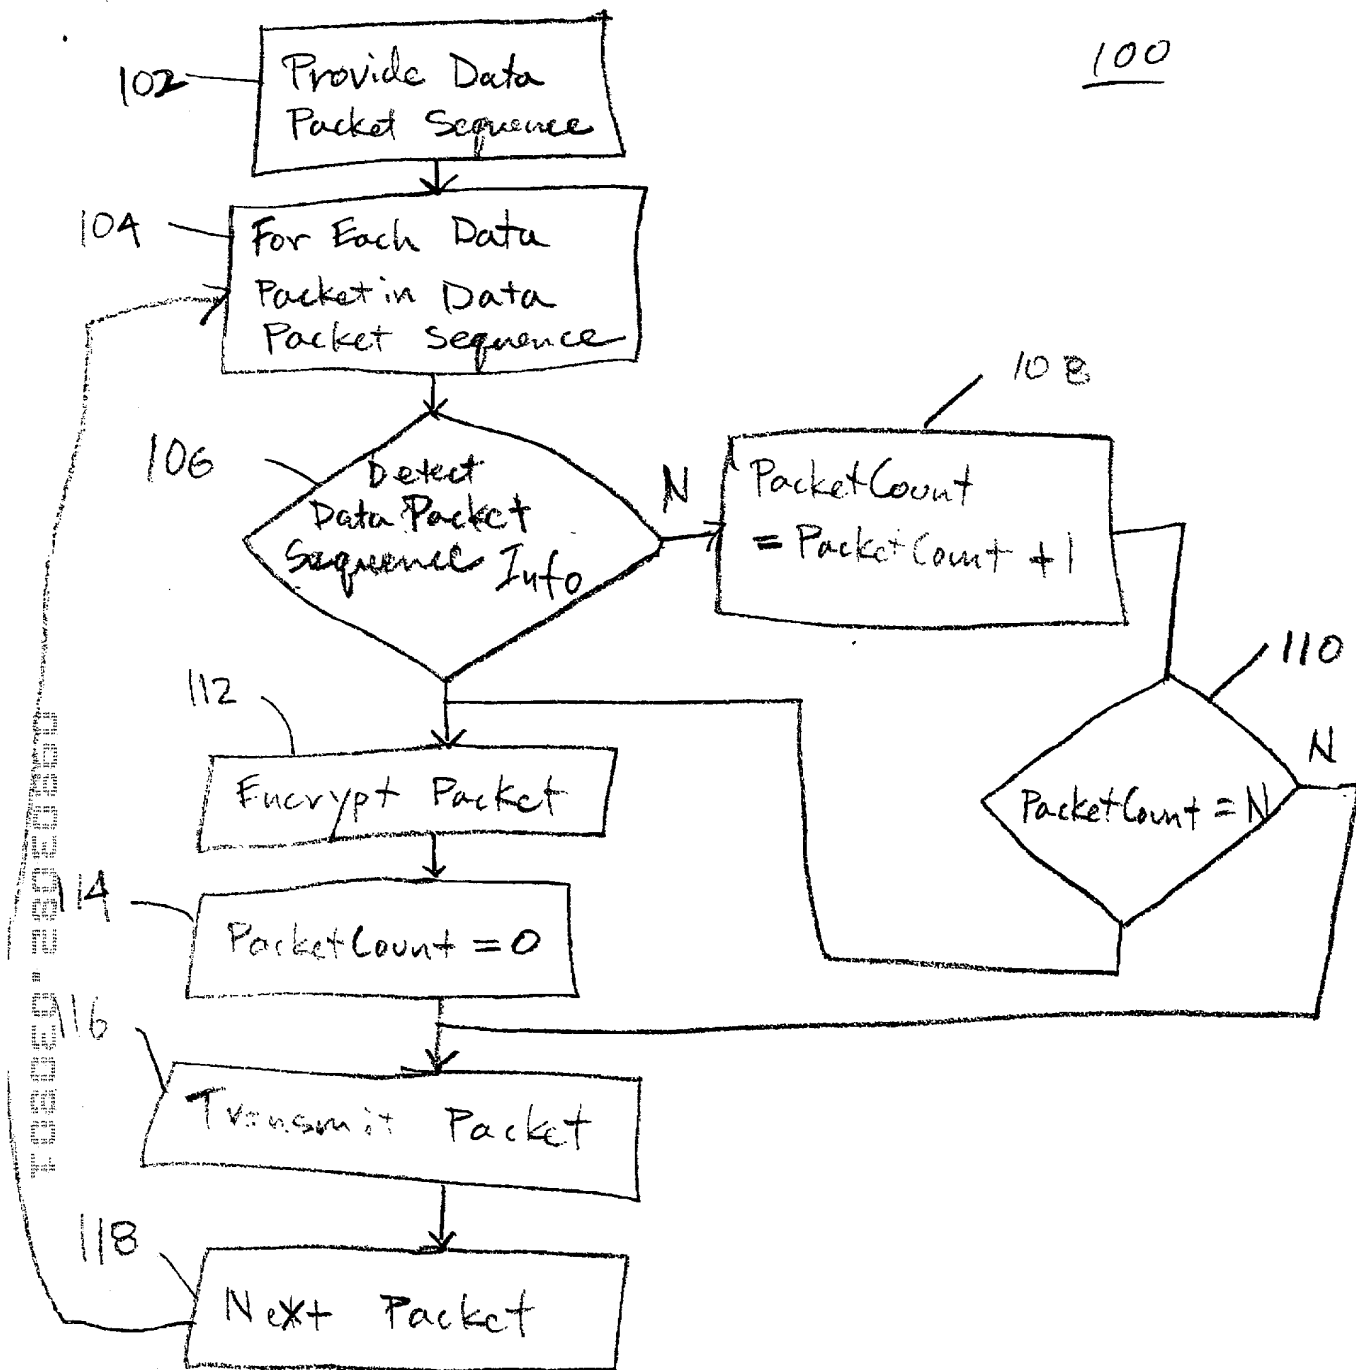 100
102
Provide Data
Packet Sequence
104
For Each Data
Packet in Data
Packet Sequence
106
Detect
Data Packet
Sequence Info
N
108
PacketCount
= PacketCount +1
110
PacketCount = N
N
112
Encrypt Packet
114
PacketCount = 0
116
Transmit Packet
118
Next Packet